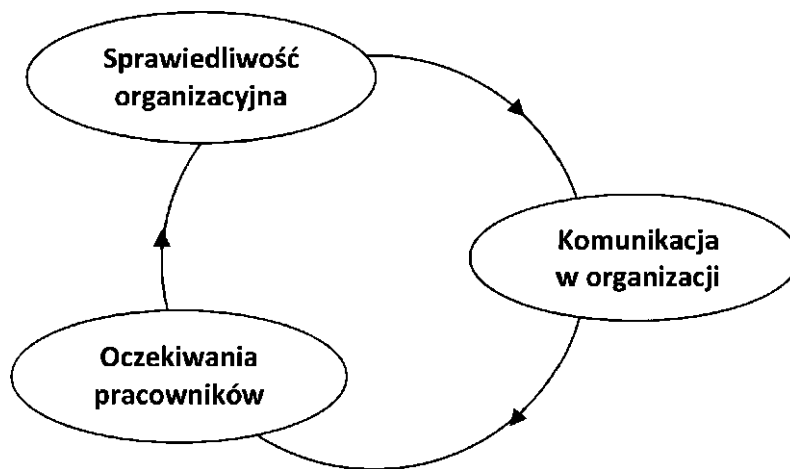 Sprawiedliwość
organizacyjna
Komunikacja
w organizacji
Oczekiwania
pracowników